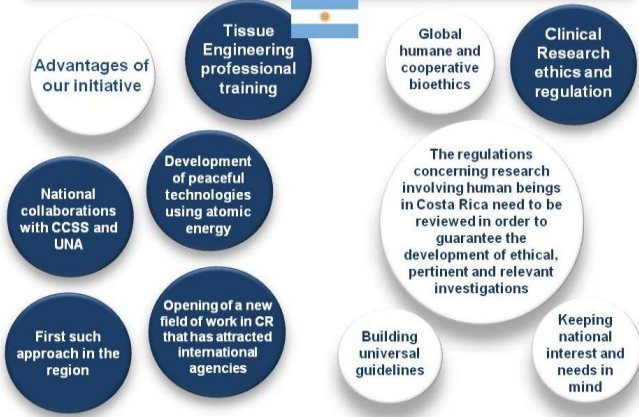 Advantages of
our initiative
Tissue
Engineering
professional
training
National
collaborations
with CCSS and
UNA
Development
of peaceful
technologies
using atomic
energy
First such
approach in the
region
Opening of a new
field of work in CR
that has attracted
international
agencies
Global
humane and
cooperative
bioethics
Clinical
Research
ethics and
regulation
The regulations
concerning research
involving human beings
in Costa Rica need to be
reviewed in order to
guarantee the
development of ethical,
pertinent and relevant
investigations
Building
universal
guidelines
Keeping
national
interest and
needs in
mind